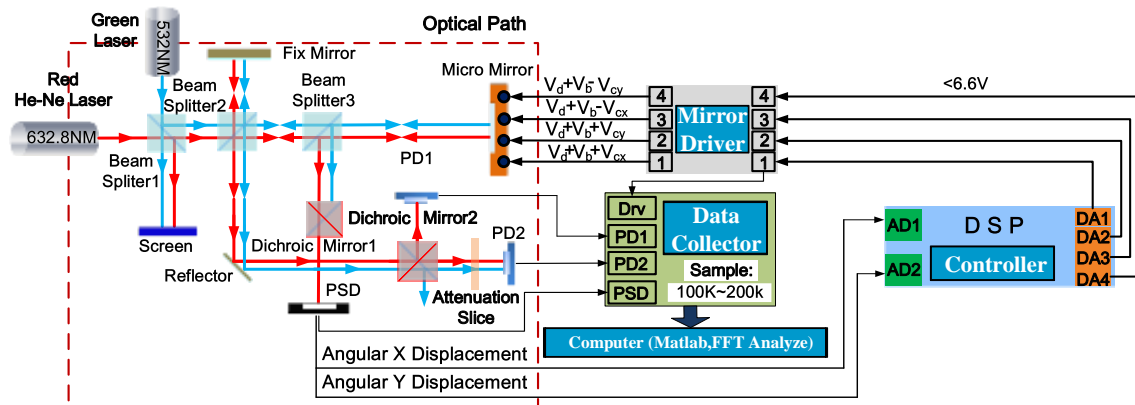 Green
Laser
532NM
Optical Path
Fix Mirror
Red
He-Ne Laser
632.8NM
Beam
Splitter2
Beam
Splitter3
Micro Mirror
PD1
Beam
Spliter1
Screen
Dichroic
Mirror1
Dichroic
Mirror2
Reflector
PSD
PD2
Attenuation
Slice
Vd+Vb-Vcy
Vd+Vb-Vcx
Vd+Vb+Vcy
Vd+Vb+Vcx
4
3
2
1
Mirror
Driver
4
3
2
1
<6.6V
Drv
PD1
PD2
PSD
Data
Collector
Sample:
100K~200k
Computer (Matlab,FFT Analyze)
AD1
AD2
D S P
Controller
DA1
DA2
DA3
DA4
Angular X Displacement
Angular Y Displacement